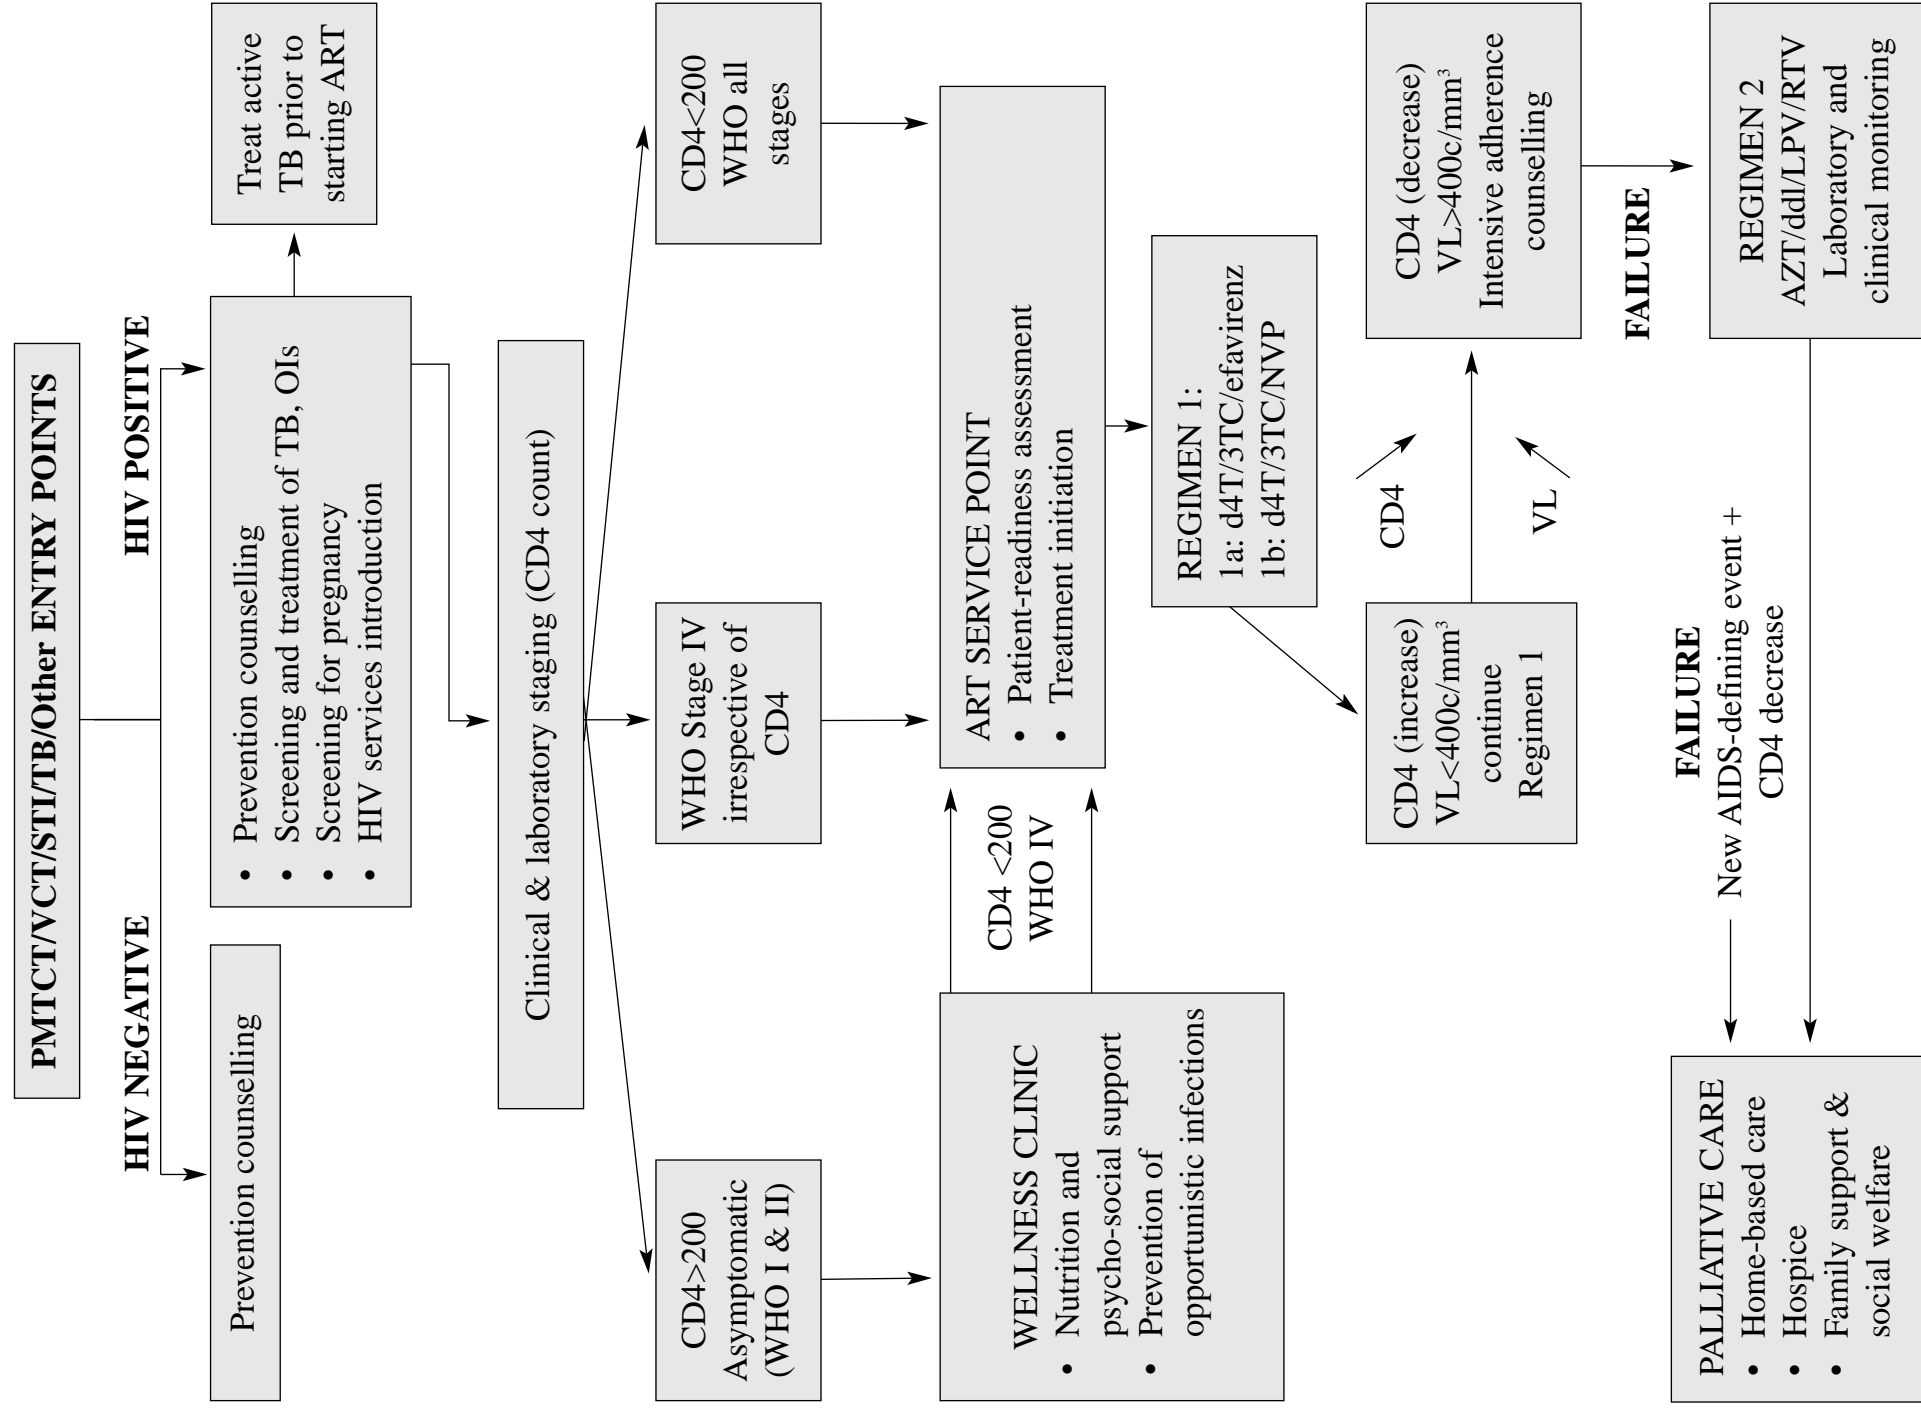 PMTCT/VCT/STI/TB/Other ENTRY POINTS
HIV NEGATIVE
HIV POSITIVE
Prevention counselling
• Prevention counselling
• Screening and treatment of TB, OIs
• Screening for pregnancy
• HIV services introduction
Treat active
TB prior to
starting ART
Clinical & laboratory staging (CD4 count)
CD4>200
Asymptomatic
(WHO I & II)
WHO Stage IV
irrespective of
CD4
CD4<200
WHO all
stages
WELLNESS CLINIC
• Nutrition and
psycho-social support
• Prevention of
opportunistic infections
CD4 <200
WHO IV
ART SERVICE POINT
• Patient-readiness assessment
• Treatment initiation
REGIMEN 1:
1a: d4T/3TC/efavirenz
1b: d4T/3TC/NVP
CD4 (increase)
VL<400c/mm³
continue
Regimen 1
CD4
VL
CD4 (decrease)
VL>400c/mm³
Intensive adherence
counselling
FAILURE
FAILURE
New AIDS-defining event +
CD4 decrease
PALLIATIVE CARE
• Home-based care
• Hospice
• Family support &
social welfare
REGIMEN 2
AZT/ddl/LPV/RTV
Laboratory and
clinical monitoring